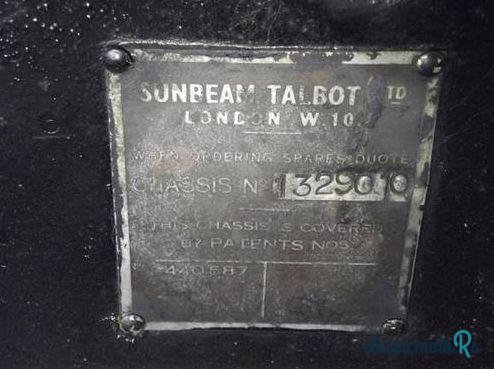 SUNBEAM TALBOT LTD
LONDON. W. 10.
WHEN ORDERING SPARES QUOTE
CHASSIS No
THIS CHASSIS IS COVERED
BY PATENTS NOS
440587
classicmotoRs